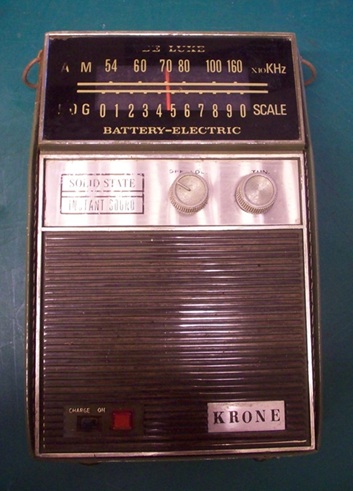 DE LUXE
AM 54 60 70 80 100 160 X10KHz
LOG 0 1 2 3 4 5 6 7 8 9 0 SCALE
BATTERY-ELECTRIC
SOLID STATE
INSTANT SOUND
CHARGE ON
KRONE